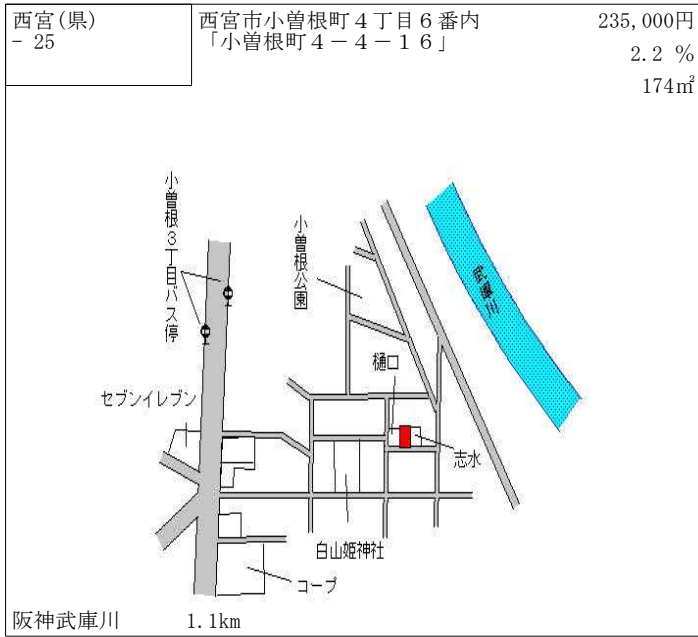 西宮(県)
- 25
西宮市小曽根町４丁目６番内
「小曽根町４－４－１６」
235,000円
2.2 %
174㎡
小曽根３丁目バス停
小曽根公園
武庫川
樋口
セブンイレブン
志水
白山姫神社
コープ
阪神武庫川 1.1km